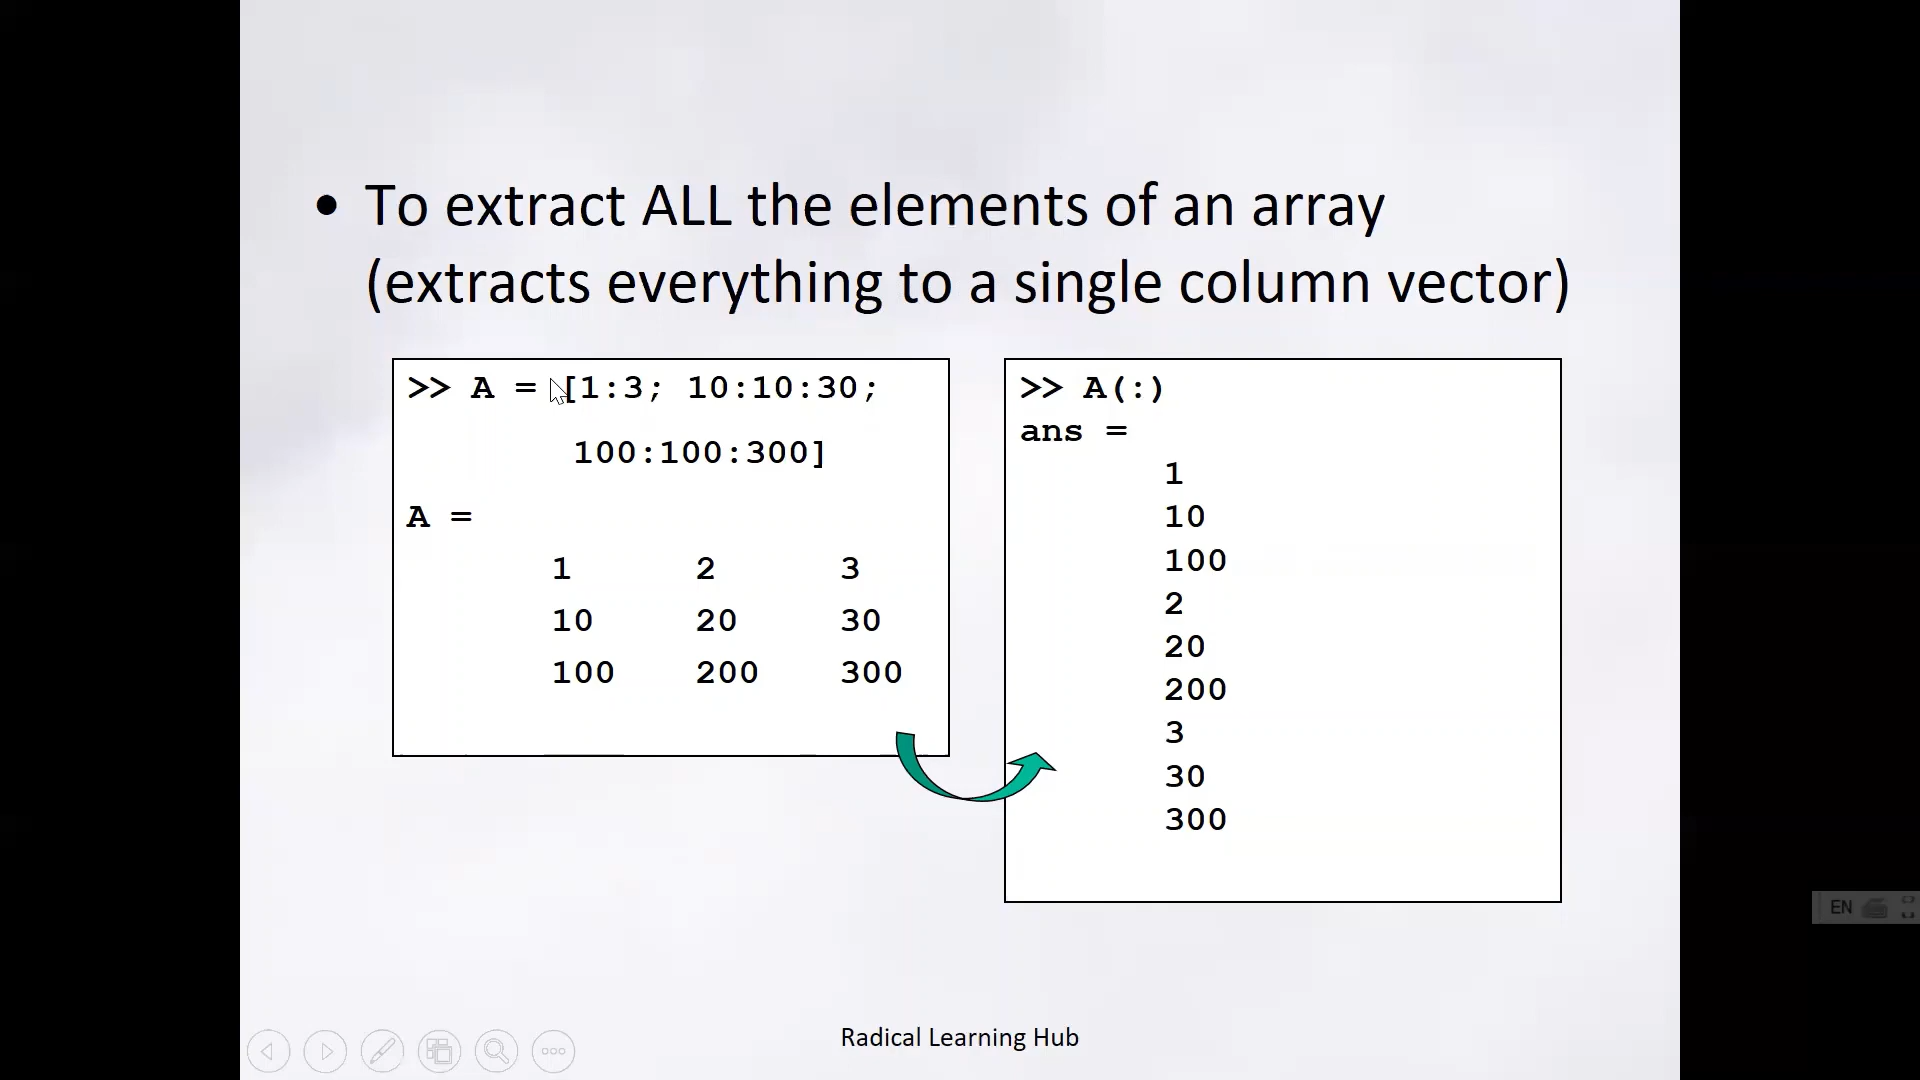 • To extract ALL the elements of an array
(extracts everything to a single column vector)
>> A = [1:3; 10:10:30;
100:100:300]
A =
1 2 3
10 20 30
100 200 300
>> A(:)
ans =
1
10
100
2
20
200
3
30
300
EN
Radical Learning Hub